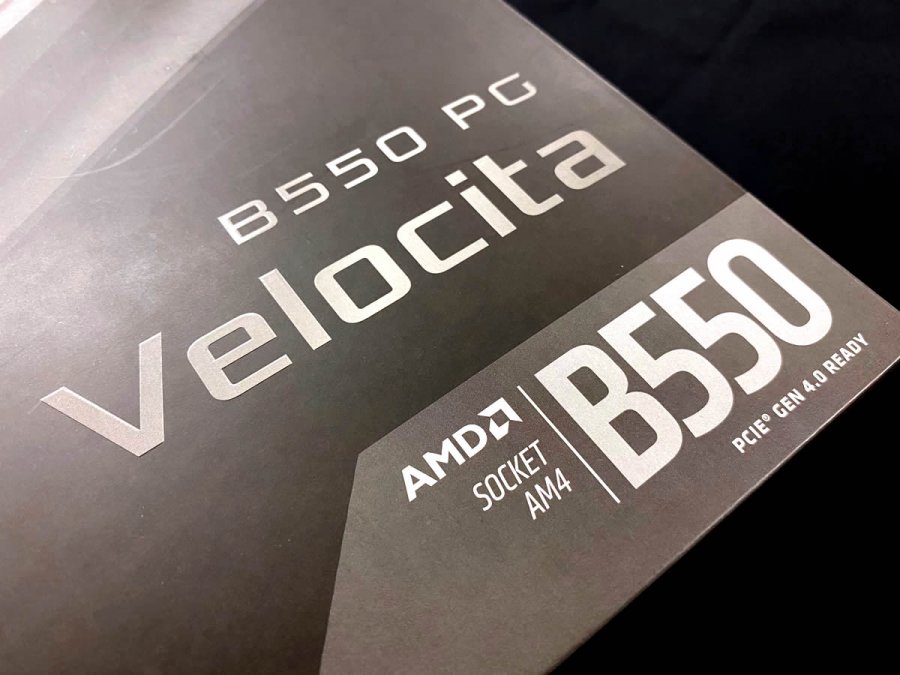 B550 PG
Velocita
AMD
SOCKET
AM4
B550
PCIE® GEN 4.0 READY